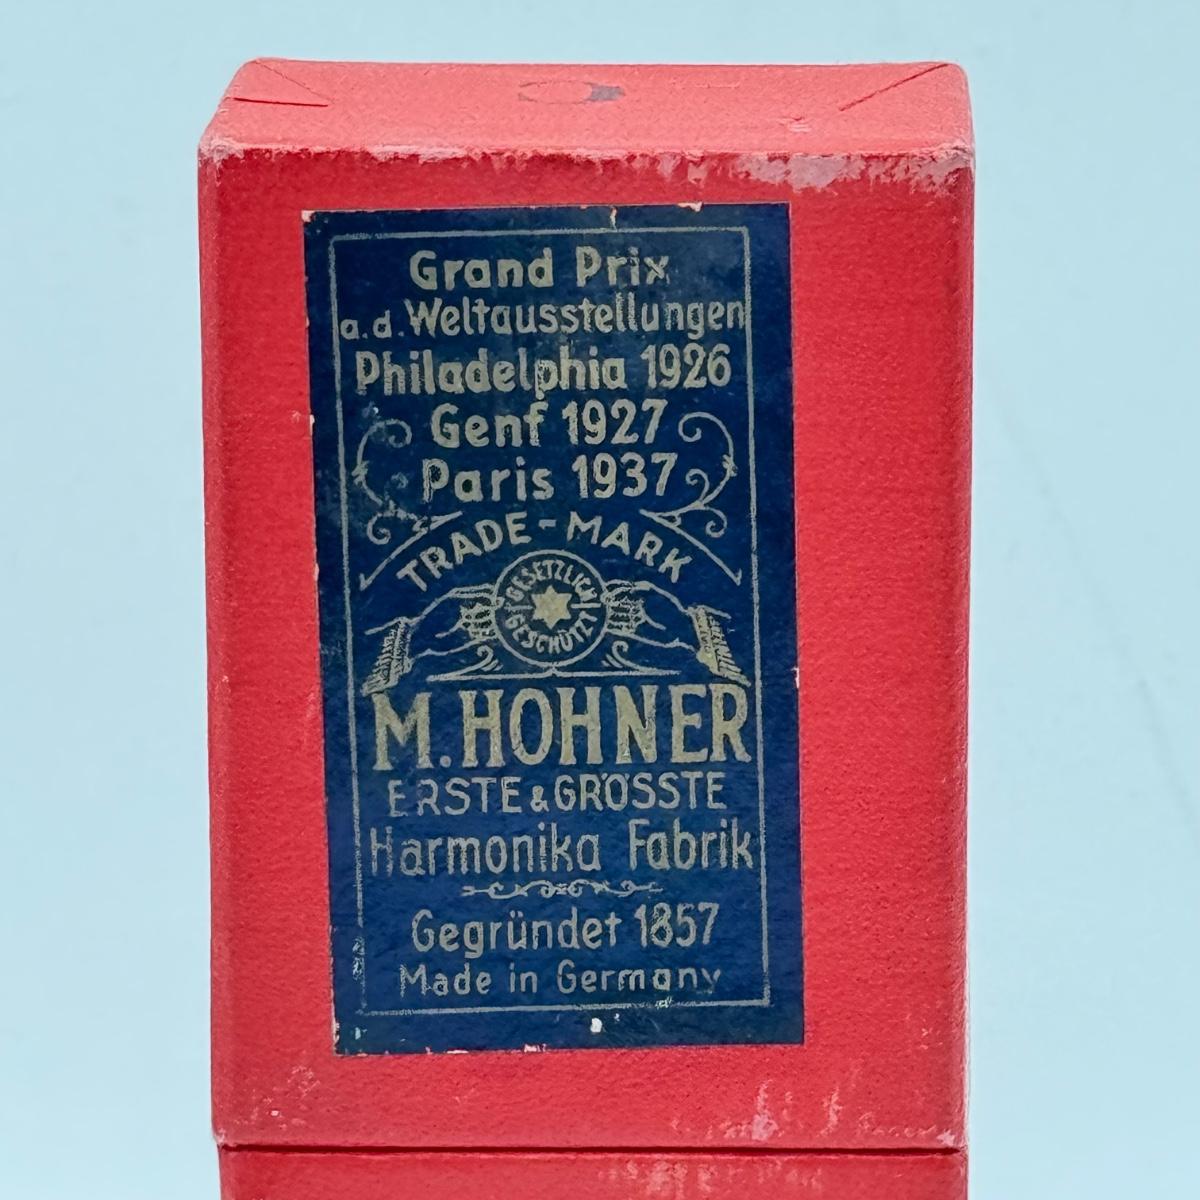 Grand Prix
a.d. Weltausstellungen
Philadelphia 1926
Genf 1927
Paris 1937
TRADE-MARK
GESETZLICH
GESCHÜTZT
M. HOHNER
ERSTE & GRÖSSTE
Harmonika Fabrik
Gegründet 1857
Made in Germany